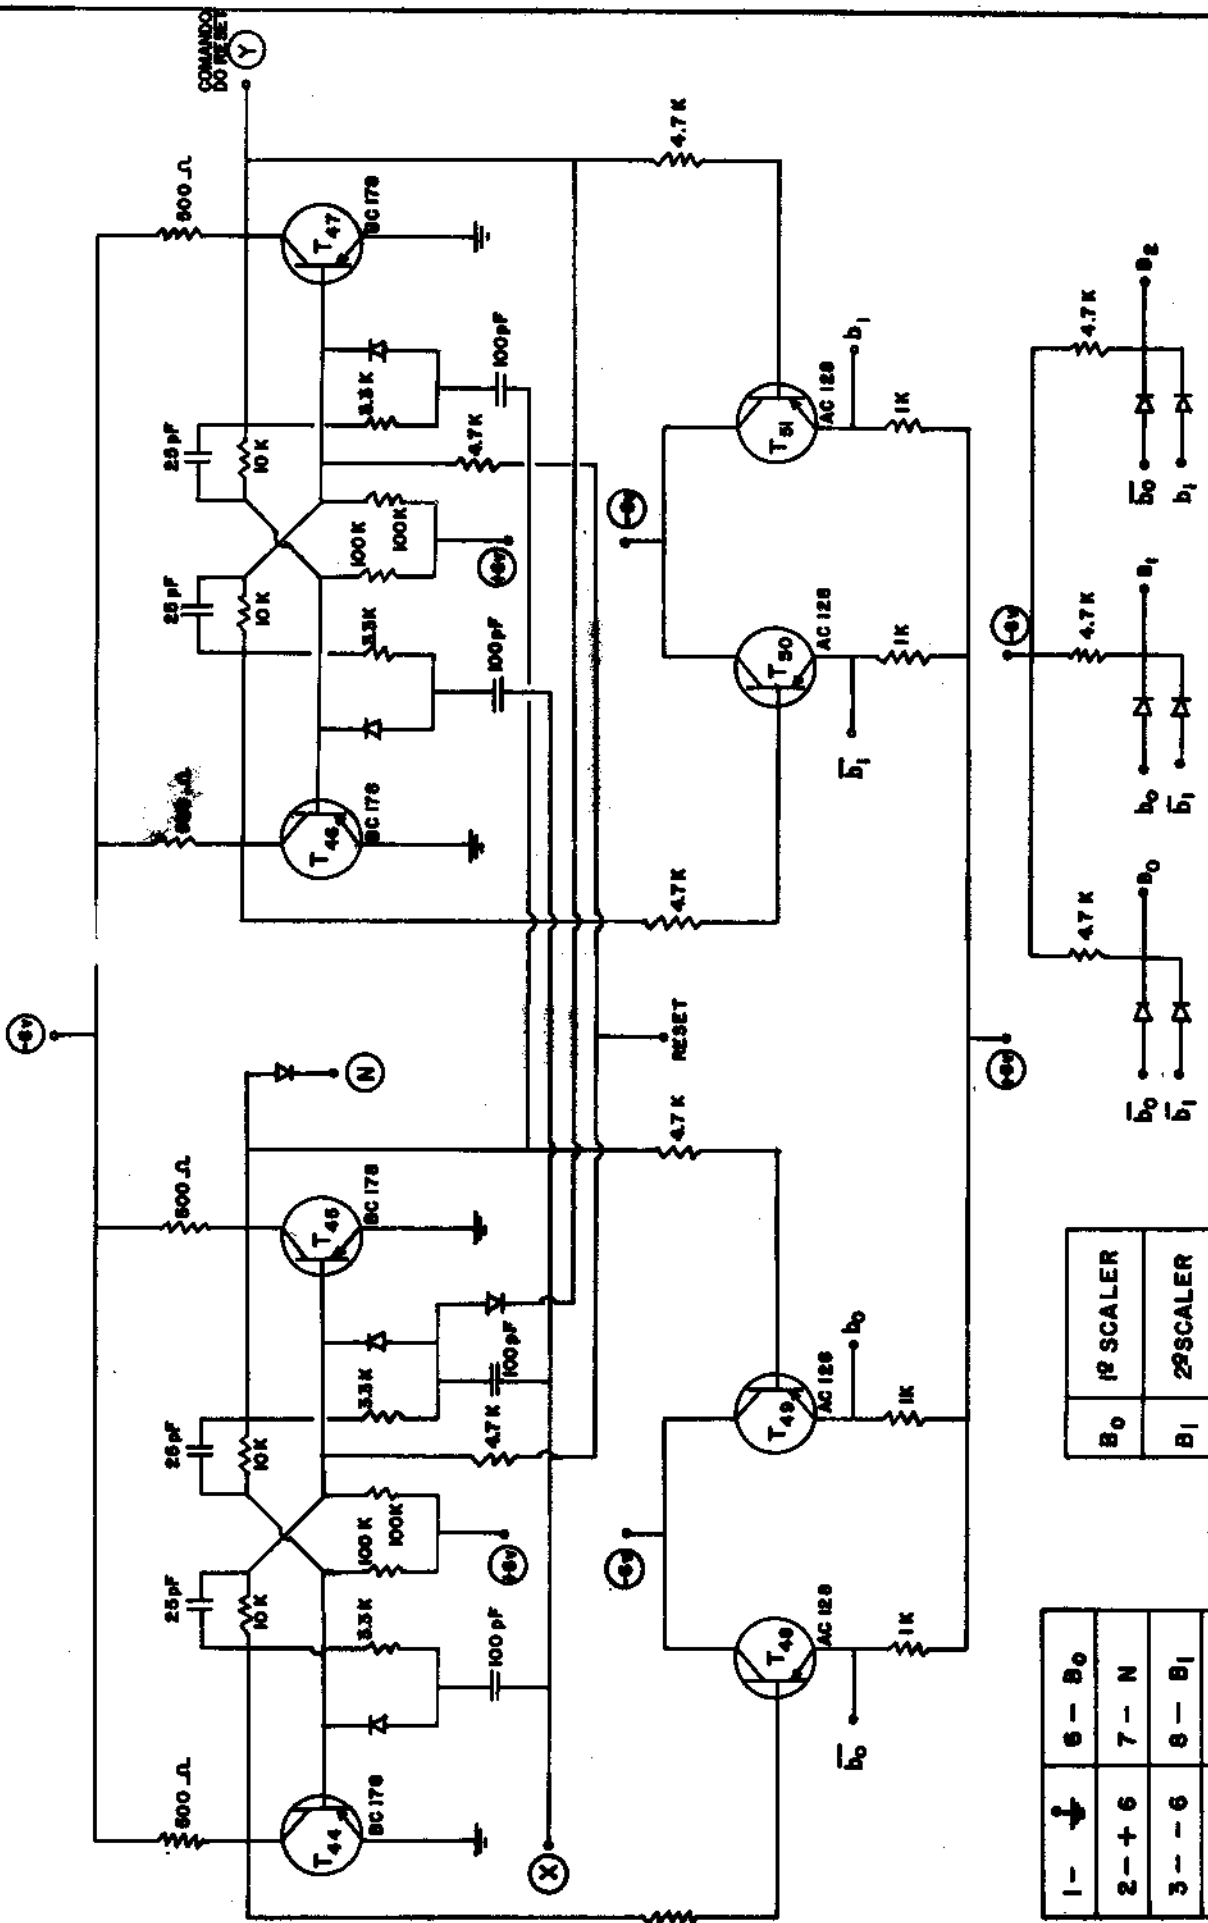 -6v
COMANDO
DO RESET
Y
500 Ω
500 Ω
500 Ω
25pF
25pF
25pF
25pF
10K
10K
10K
10K
N
T44
BC178
T45
BC178
T46
BC178
T47
BC179
3.3K
100K
100K
3.3K
3.3K
100K
100K
3.3K
4.7K
4.7K
100pF
100pF
100pF
100pF
+6v
+6v
X
RESET
4.7K
4.7K
4.7K
-6v
-6v
T48
AC128
T49
AC126
T50
AC128
T51
AC128
b̅0
b0
b̅1
b1
1K
1K
1K
1K
+6v
-6v
4.7K
4.7K
4.7K
b̅0
b̅1
B0
b0
b̅1
B1
b̅0
b1
B2
1-
6 - B0
2 - + 6
7 - N
3 - - 6
8 - B1
B0
1º SCALER
B1
2º SCALER